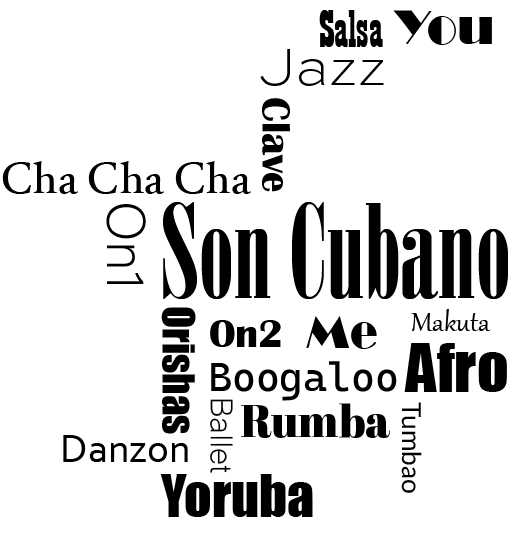 Salsa You
Jazz
Clave
Cha Cha Cha
On1
Son Cubano
Orishas
On2 Me Makuta
Boogaloo Afro
Ballet Rumba Tumbao
Danzon
Yoruba